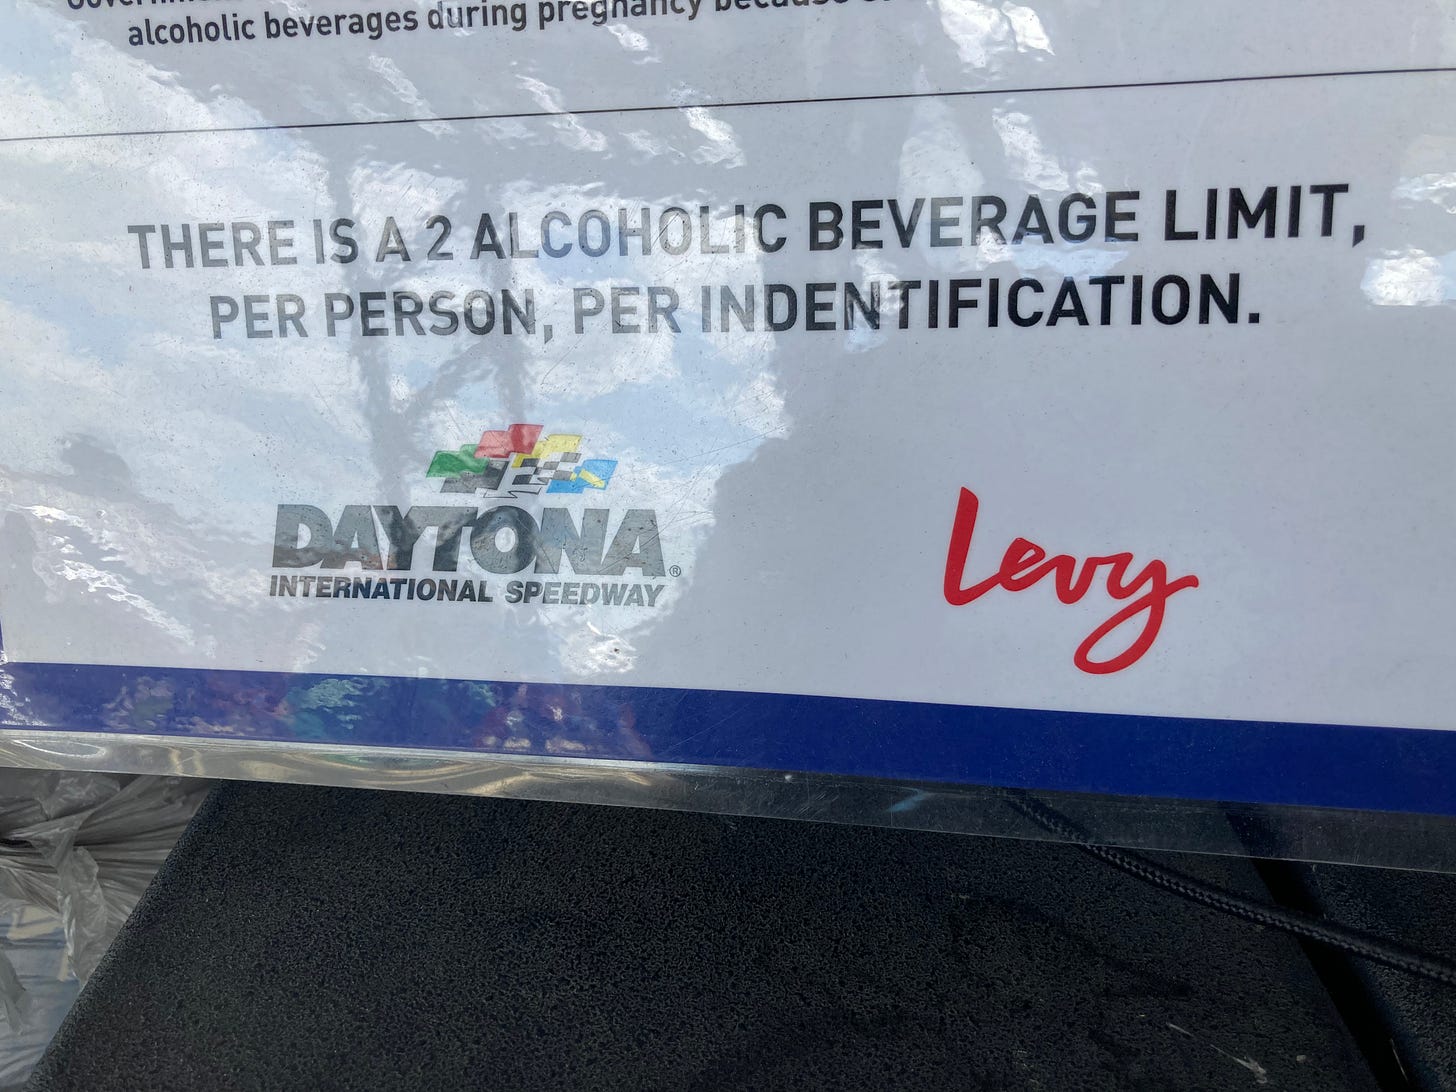 alcoholic beverages during pregnancy
THERE IS A 2 ALCOHOLIC BEVERAGE LIMIT,
PER PERSON, PER INDENTIFICATION.
DAYTONA®
INTERNATIONAL SPEEDWAY
Levy